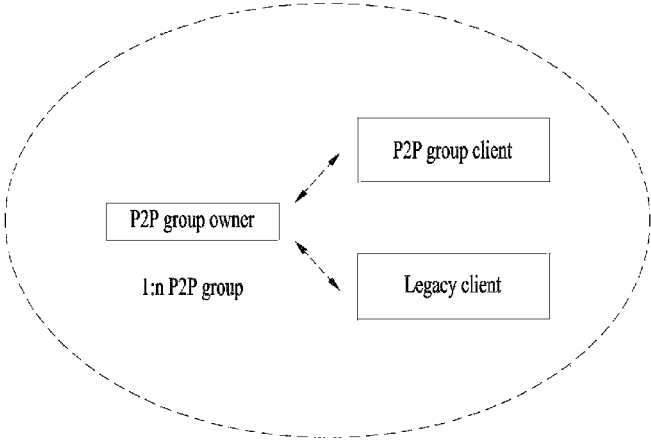 P2P group client
P2P group owner
1:n P2P group
Legacy client